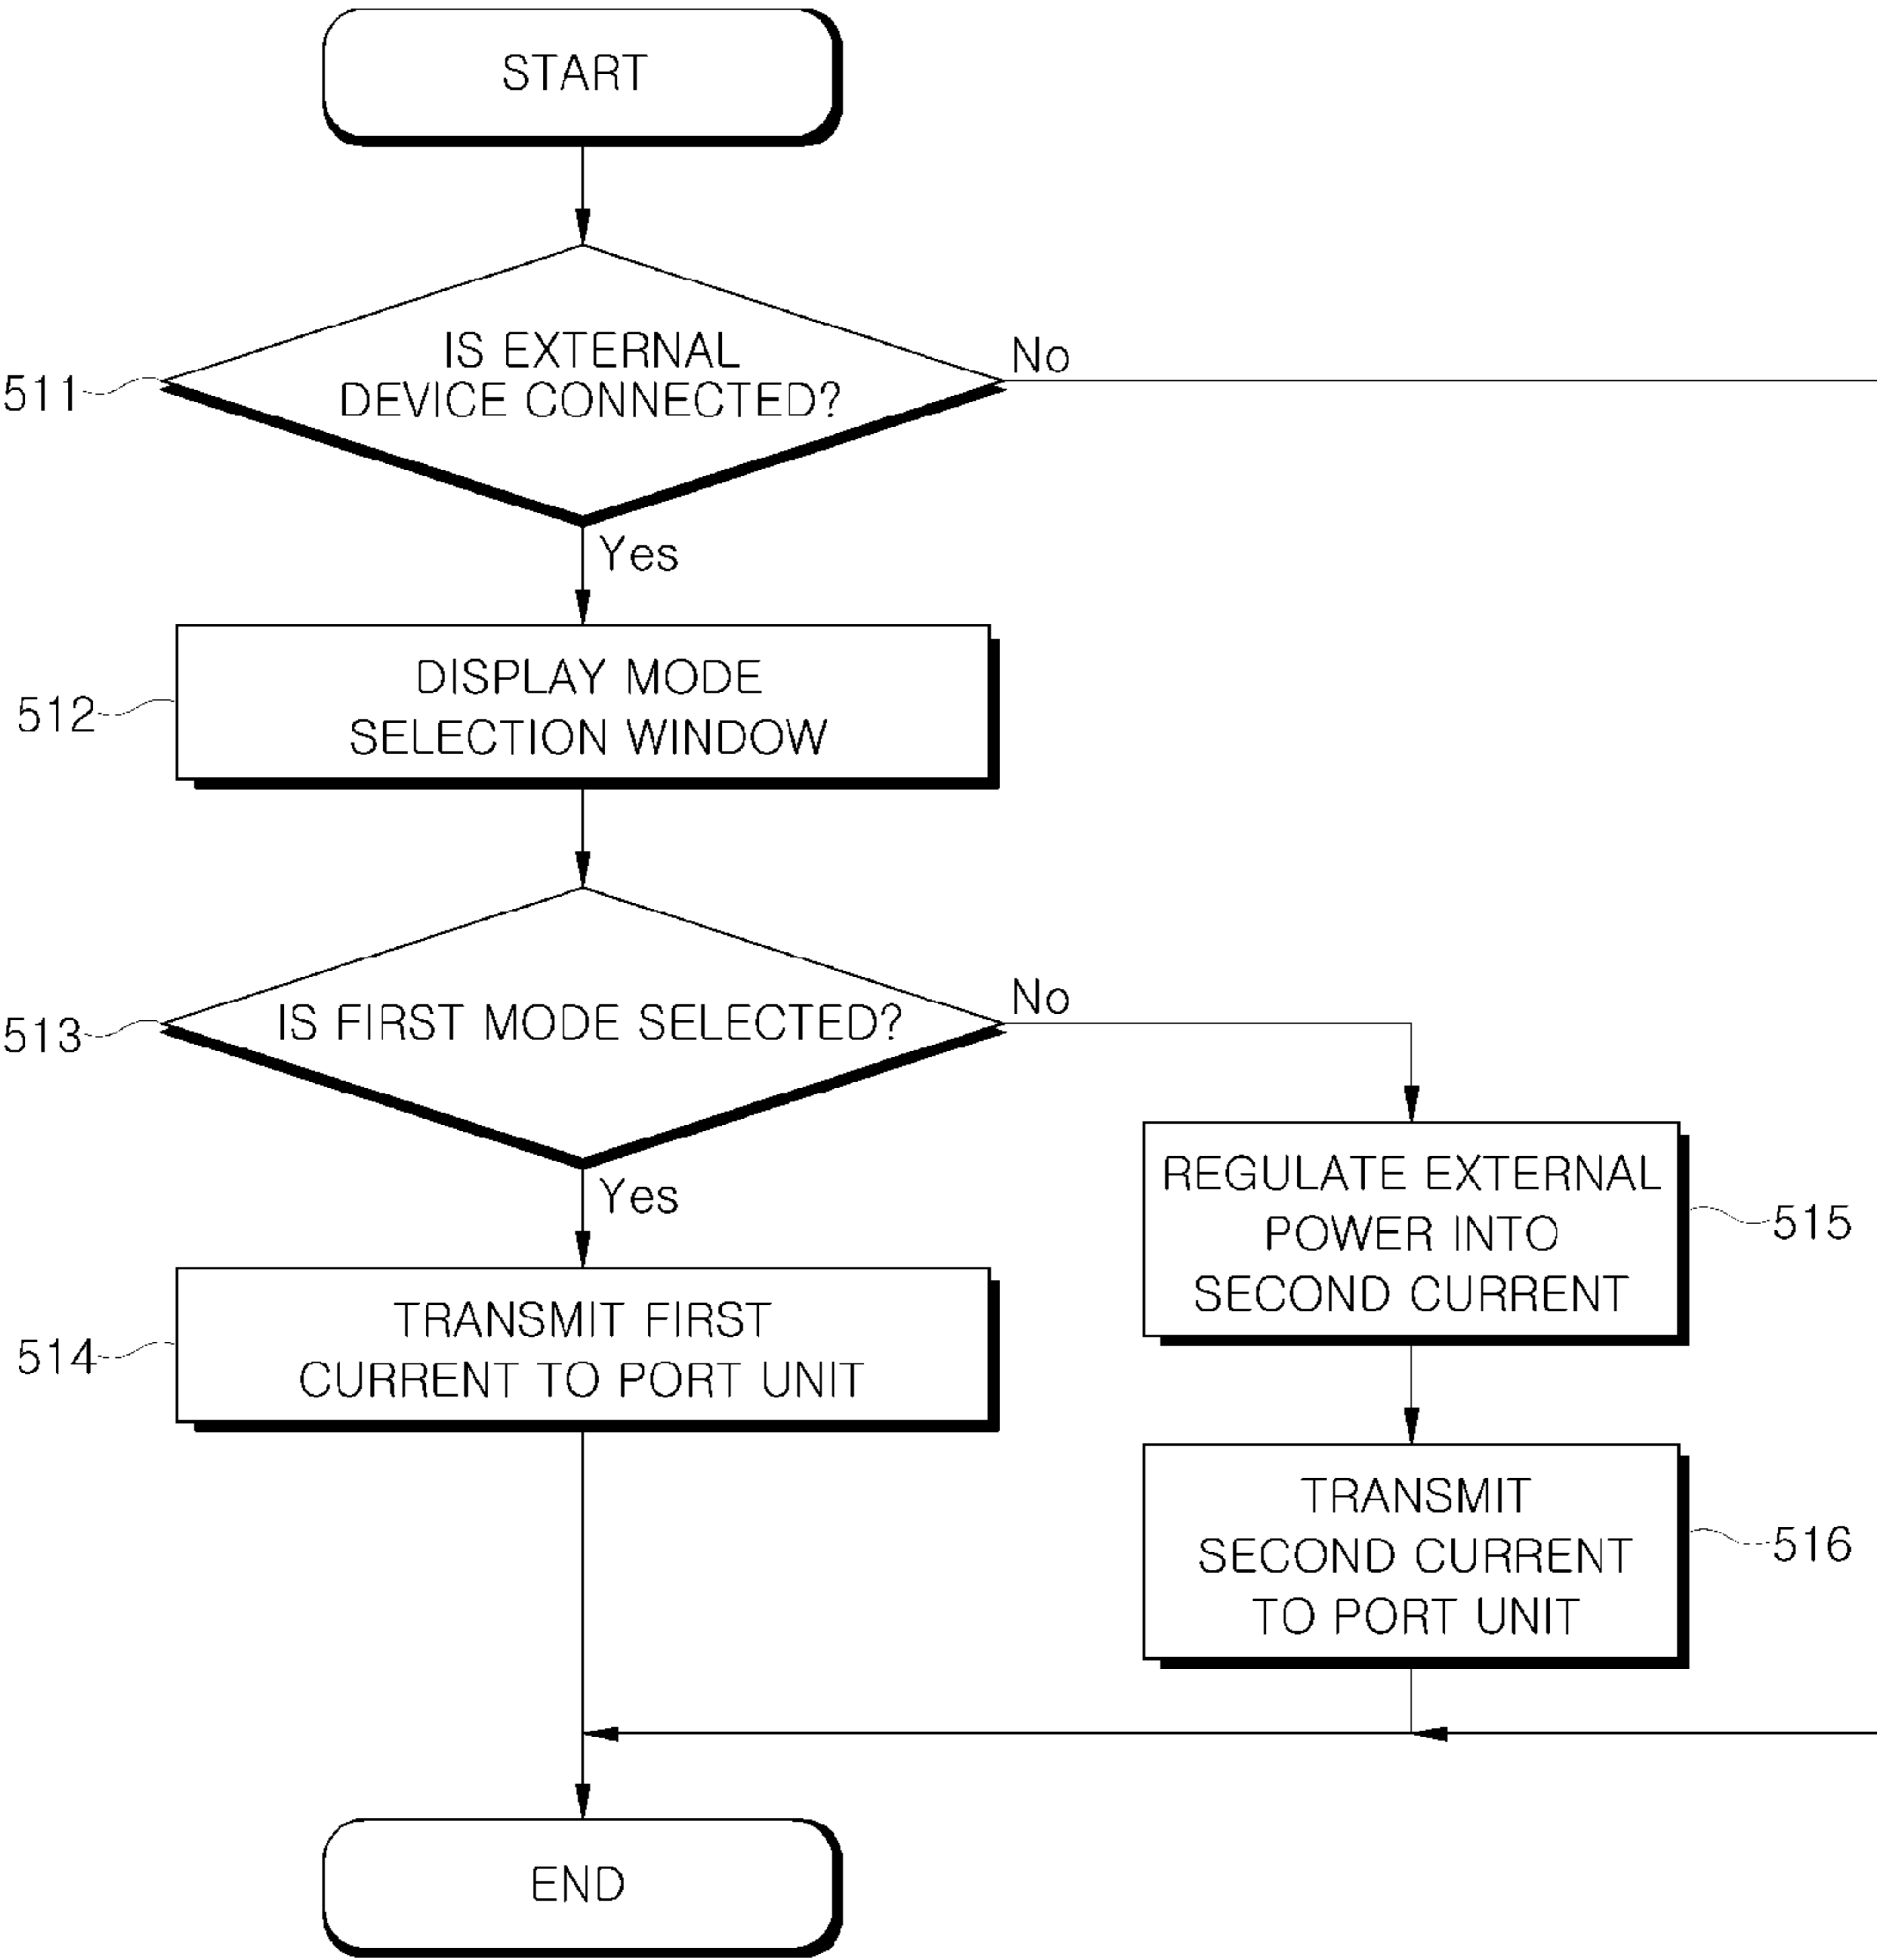 START
IS EXTERNAL
DEVICE CONNECTED?
No
511
Yes
DISPLAY MODE
SELECTION WINDOW
512
IS FIRST MODE SELECTED?
No
513
Yes
REGULATE EXTERNAL
POWER INTO
SECOND CURRENT
515
TRANSMIT FIRST
CURRENT TO PORT UNIT
514
TRANSMIT
SECOND CURRENT
TO PORT UNIT
516
END